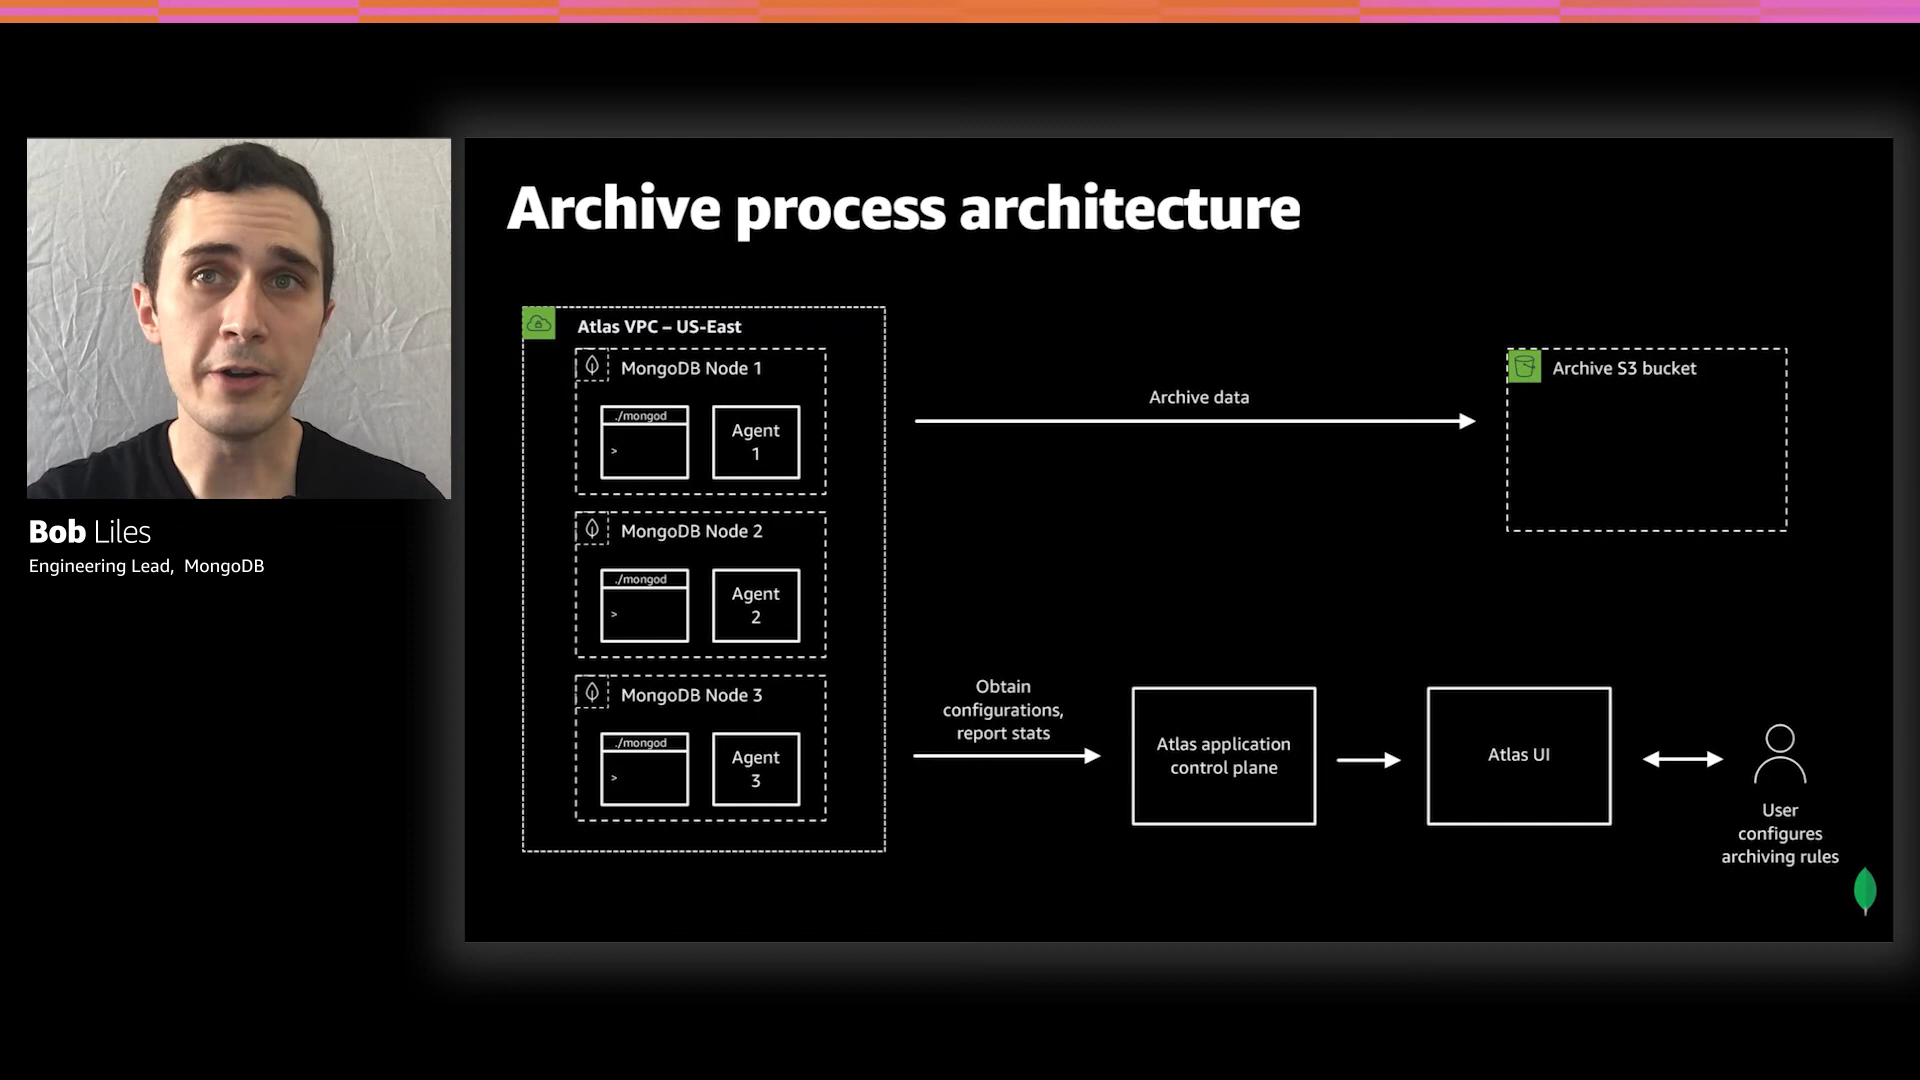 Archive process architecture
Atlas VPC – US-East
MongoDB Node 1
./mongod
>
Agent
1
MongoDB Node 2
./mongod
>
Agent
2
MongoDB Node 3
./mongod
>
Agent
3
Archive data
Archive S3 bucket
Obtain
configurations,
report stats
Atlas application
control plane
Atlas UI
User
configures
archiving rules
Bob Liles
Engineering Lead, MongoDB